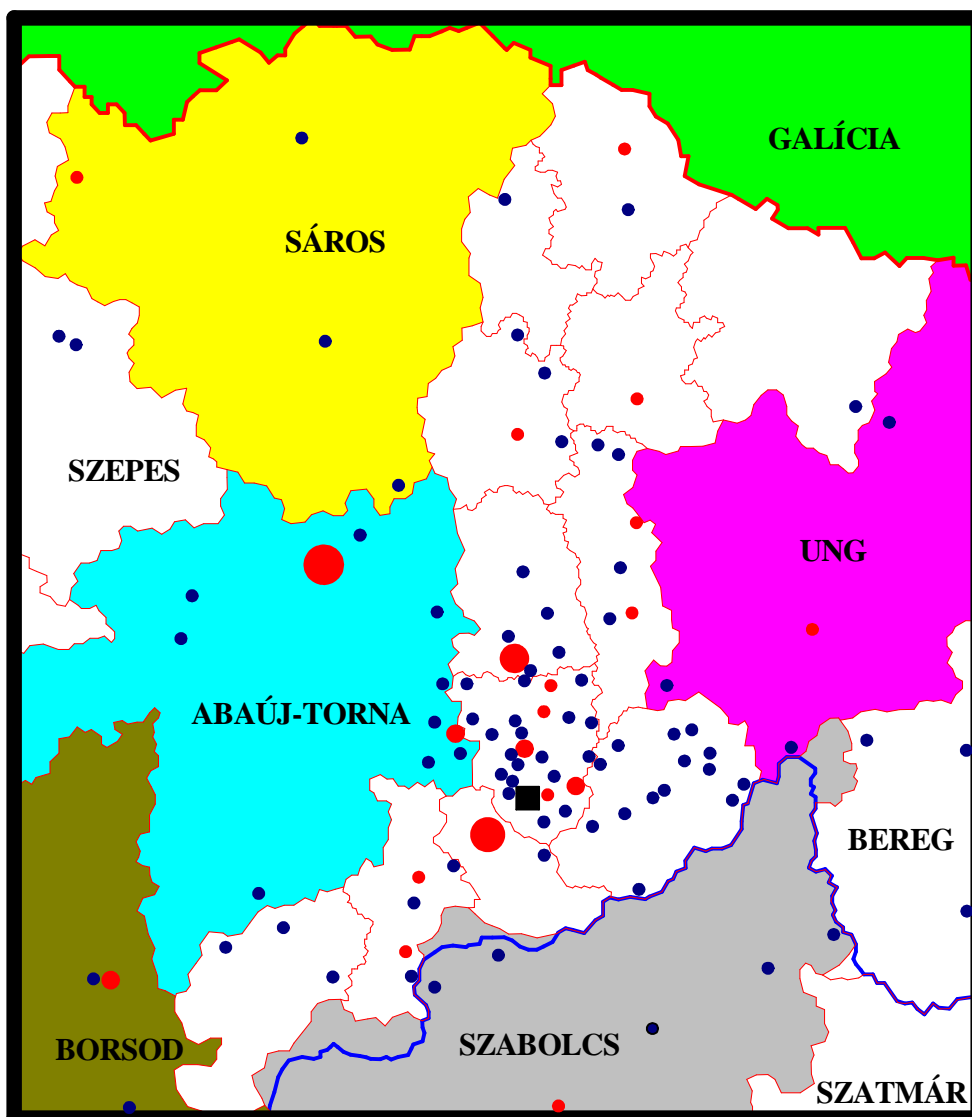 GALÍCIA
SÁROS
SZEPES
UNG
ABAÚJ-TORNA
BEREG
BORSOD
SZABOLCS
SZATMÁR